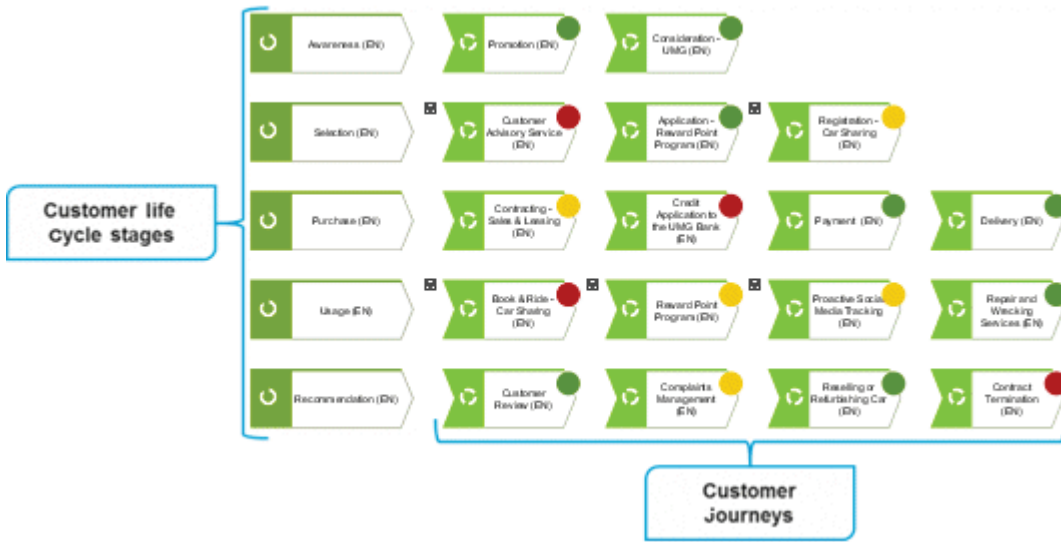 Awareness (EN)
Promotion (EN)
Consideration -
UMG (EN)
Selection (EN)
Customer
Advisory Service
(EN)
Application -
Reward Point
Program (EN)
Registration -
Car Sharing
(EN)
Customer life
Cycle stages
Purchase (EN)
Contracting -
Sales & Leasing
(EN)
Credit
Application to
the UMG Bank
(EN)
Payment (EN)
Delivery (EN)
Usage (EN)
Book & Ride -
Car Sharing
(EN)
Reward Point
Program (EN)
Proactive Social
Media Tracking
(EN)
Repair and
Wrecking
Services (EN)
Recommendation (EN)
Customer
Review (EN)
Complaints
Management
(EN)
Reselling or
Refurbishing Car
(EN)
Contract
Termination
(EN)
Customer
Journeys